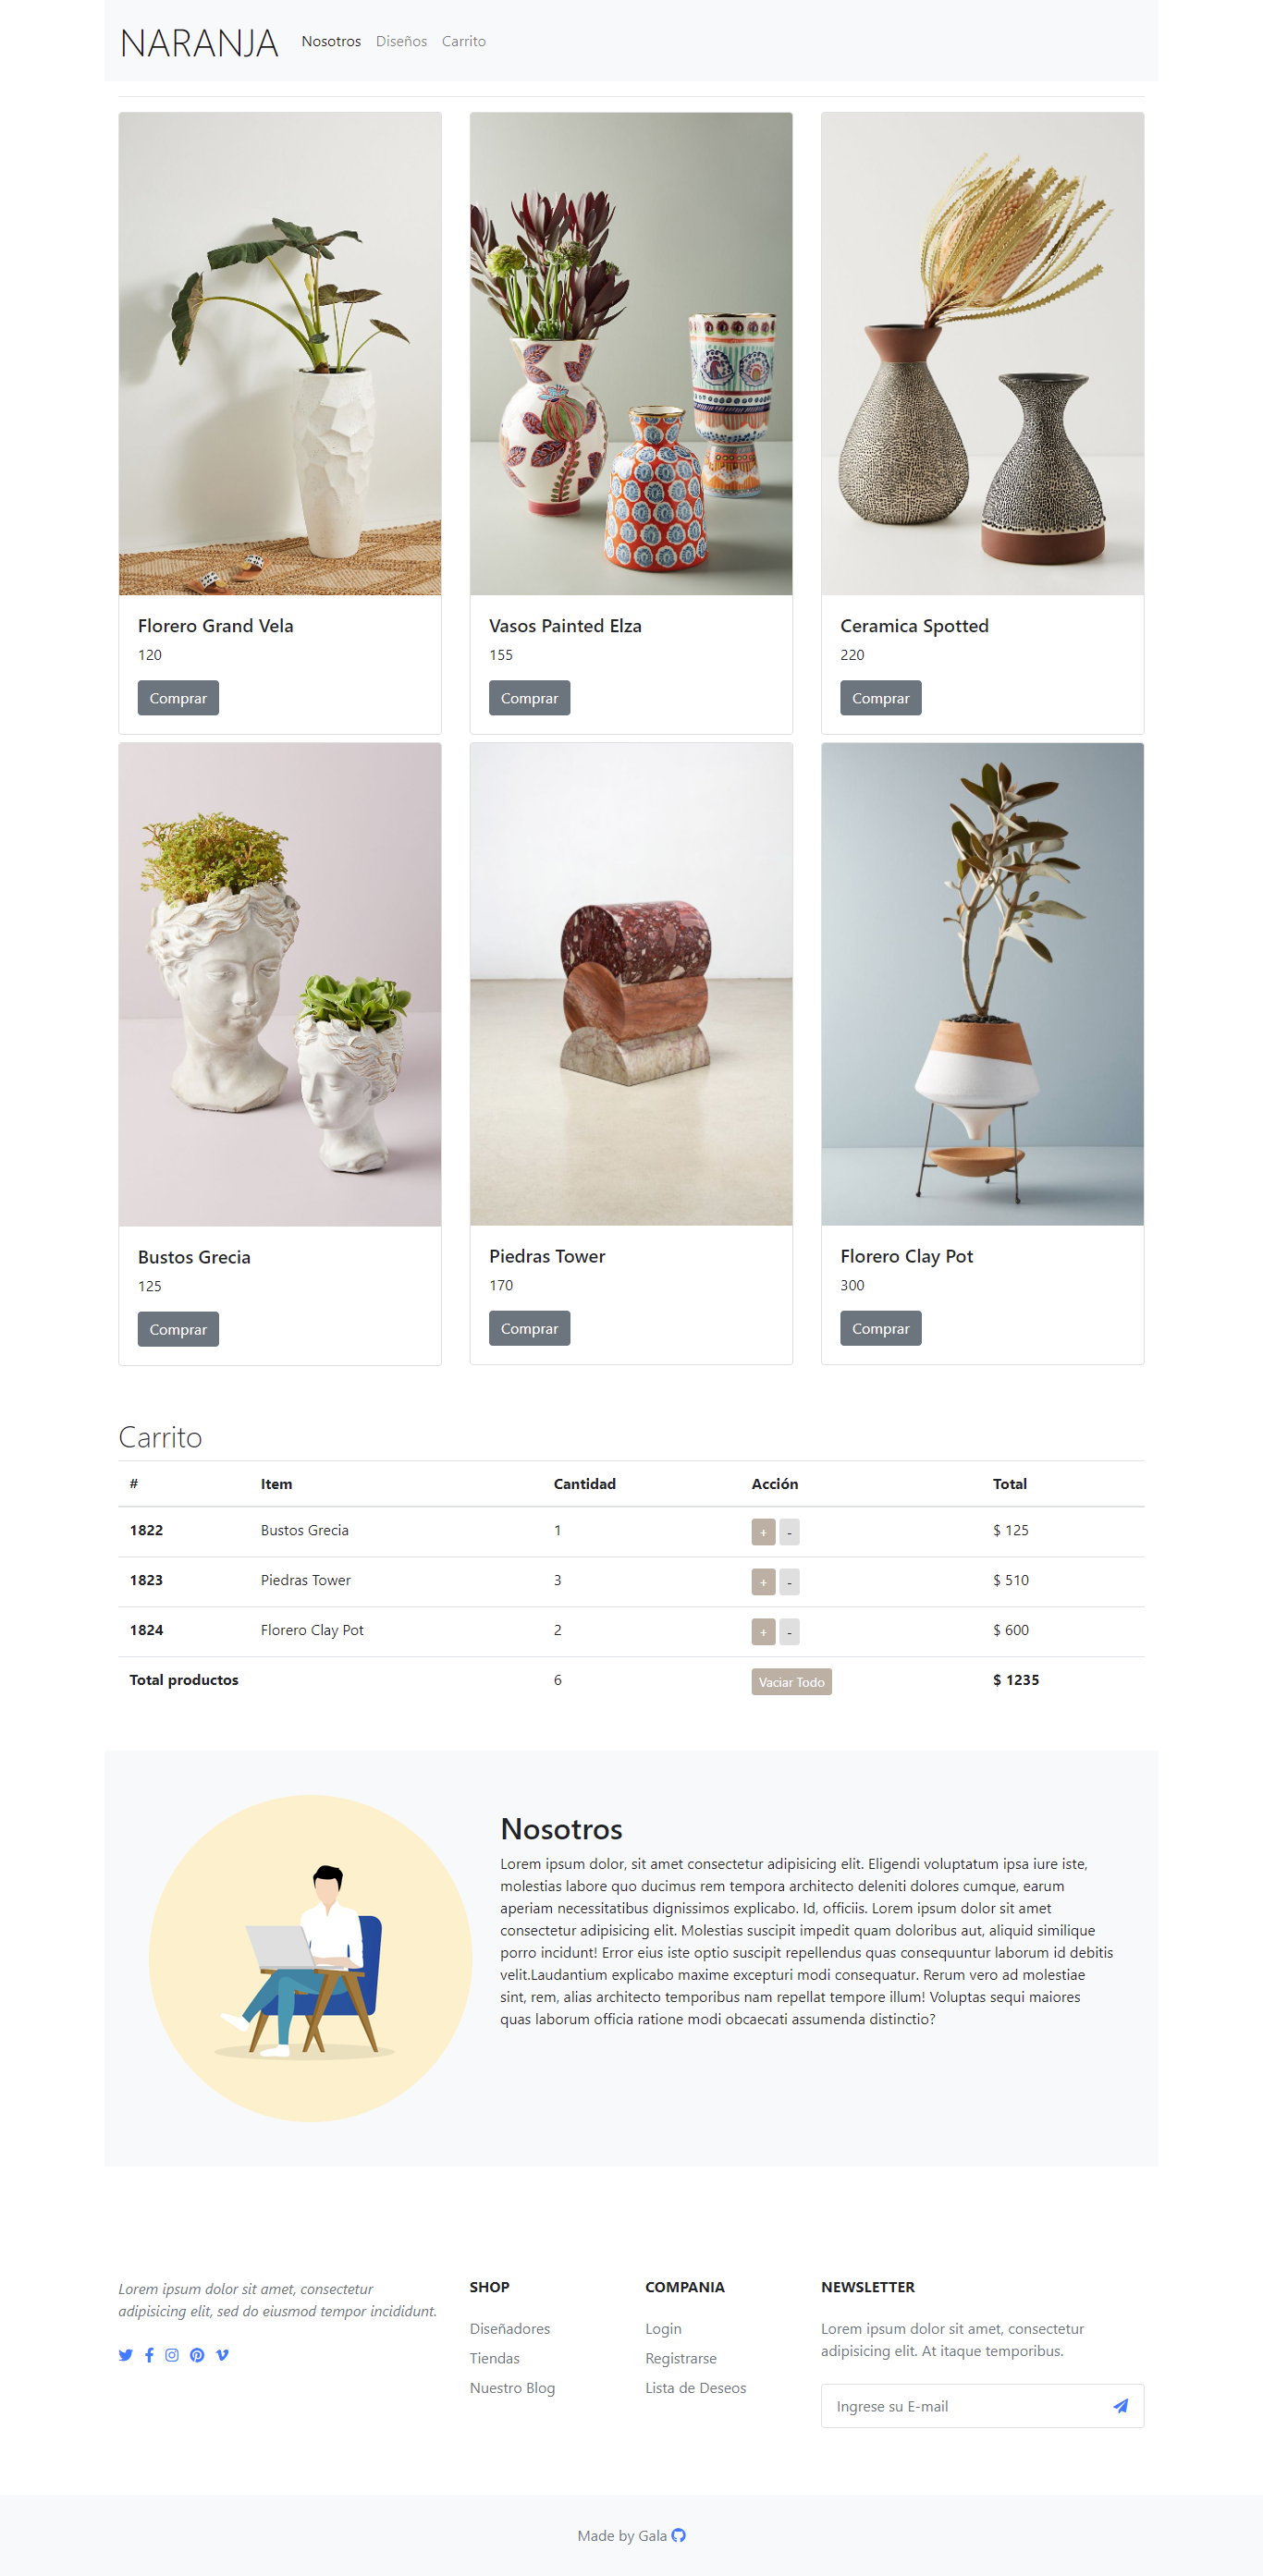 NARANJA Nosotros Diseños Carrito
Florero Grand Vela
120
Comprar
Vasos Painted Elza
155
Comprar
Ceramica Spotted
220
Comprar
Bustos Grecia
125
Comprar
Piedras Tower
170
Comprar
Florero Clay Pot
300
Comprar
Carrito
# Item Cantidad Acción Total
1822 Bustos Grecia 1 + - $ 125
1823 Piedras Tower 3 + - $ 510
1824 Florero Clay Pot 2 + - $ 600
Total productos 6 Vaciar Todo $ 1235
Nosotros
Lorem ipsum dolor, sit amet consectetur adipisicing elit. Eligendi voluptatum ipsa iure iste,
molestias labore quo ducimus rem tempora architecto deleniti dolores cumque, earum
aperiam necessitatibus dignissimos explicabo. Id, officiis. Lorem ipsum dolor sit amet
consectetur adipisicing elit. Molestias suscipit impedit quam doloribus aut, aliquid similique
porro incidunt! Error eius iste optio suscipit repellendus quas consequuntur laborum id debitis
velit.Laudantium explicabo maxime excepturi modi consequatur. Rerum vero ad molestiae
sint, rem, alias architecto temporibus nam repellat tempore illum! Voluptas sequi maiores
quas laborum officia ratione modi obcaecati assumenda distinctio?
Lorem ipsum dolor sit amet, consectetur
adipisicing elit, sed do eiusmod tempor incididunt.
SHOP
Diseñadores
Tiendas
Nuestro Blog
COMPANIA
Login
Registrarse
Lista de Deseos
NEWSLETTER
Lorem ipsum dolor sit amet, consectetur
adipisicing elit. At itaque temporibus.
Ingrese su E-mail
Made by Gala